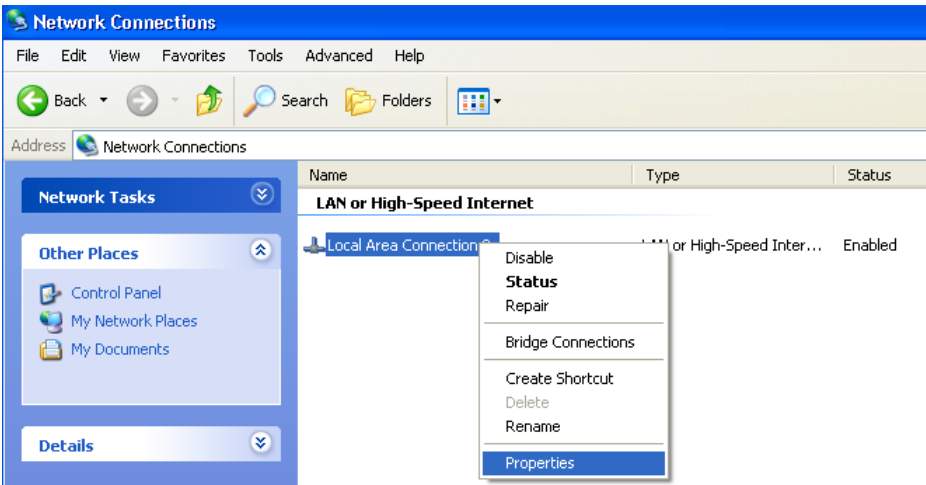 Network Connections
File Edit View Favorites Tools Advanced Help
Back Search Folders
Address Network Connections
Name Type Status
Network Tasks
LAN or High-Speed Internet
Local Area Connection or High-Speed Inter... Enabled
Other Places
Control Panel
My Network Places
My Documents
Details
Disable
Status
Repair
Bridge Connections
Create Shortcut
Delete
Rename
Properties